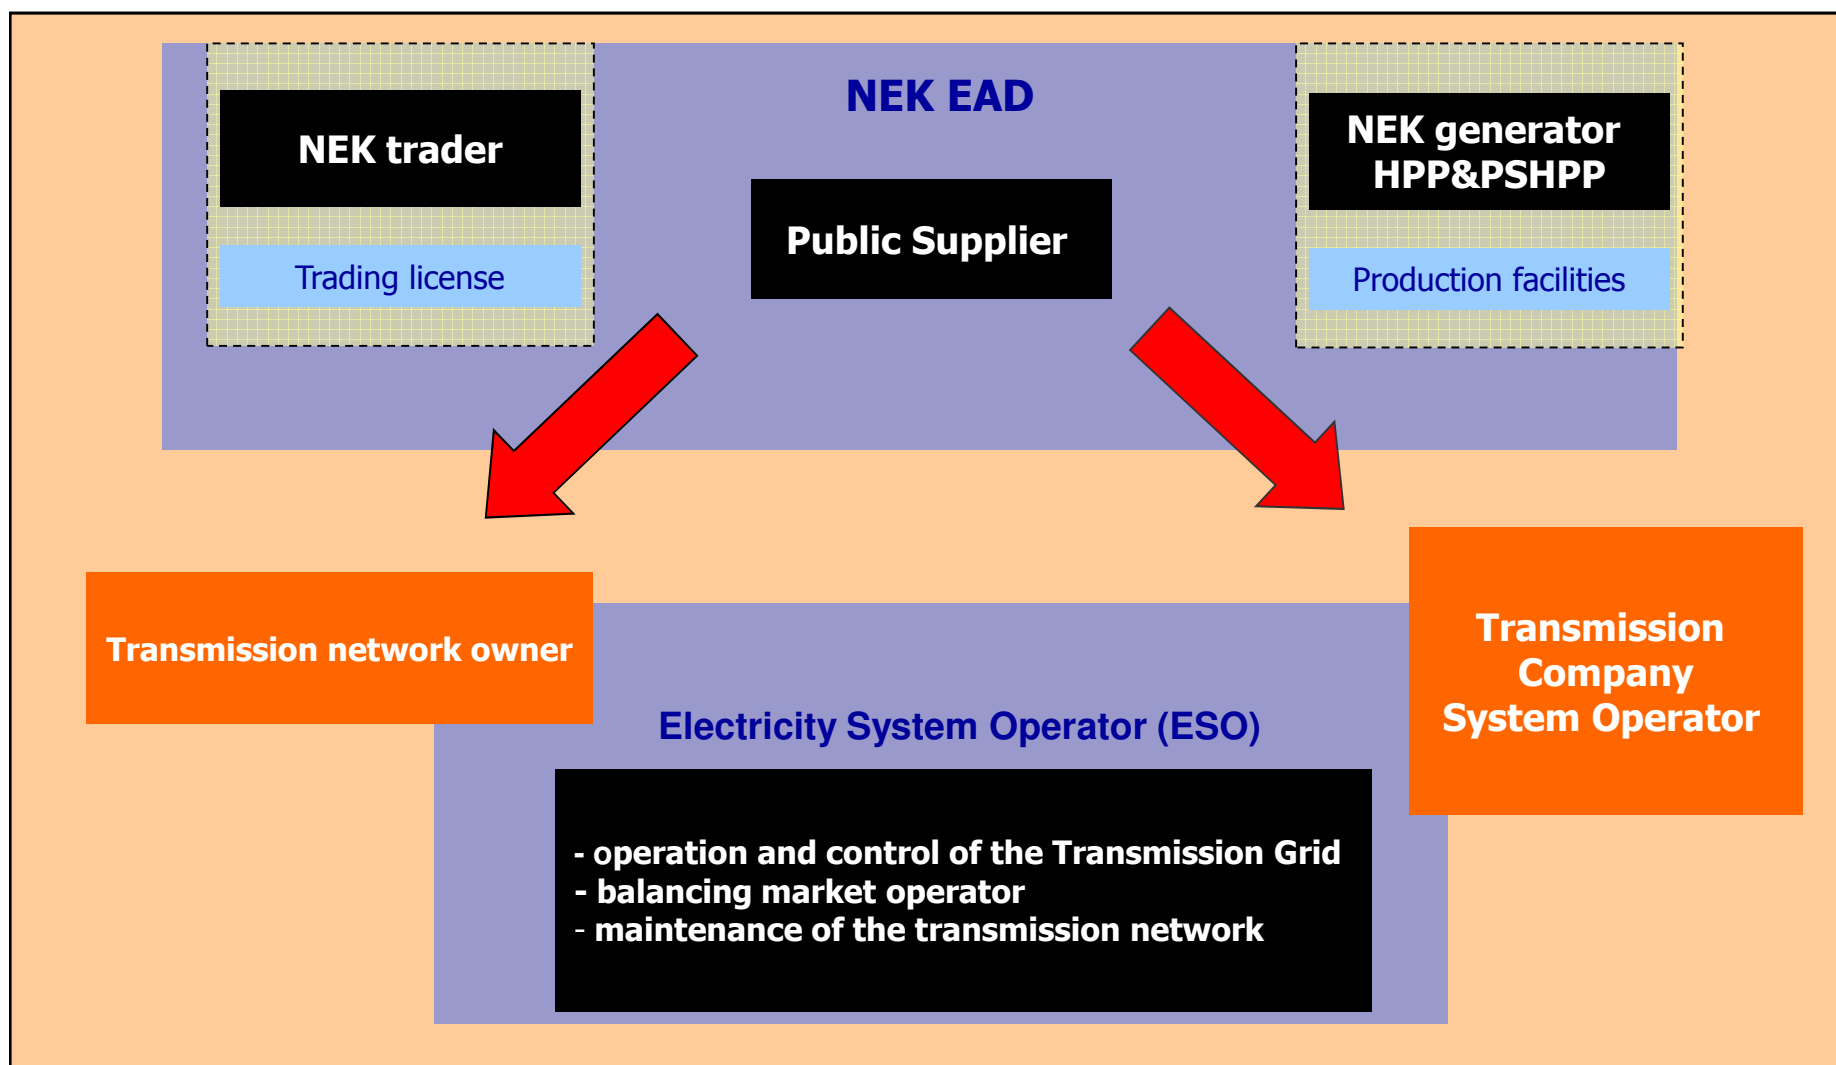 NEK EAD
NEK trader
Trading license
Public Supplier
NEK generator
HPP&PSHPP
Production facilities
Transmission network owner
Transmission
Company
System Operator
Electricity System Operator (ESO)
- operation and control of the Transmission Grid
- balancing market operator
- maintenance of the transmission network